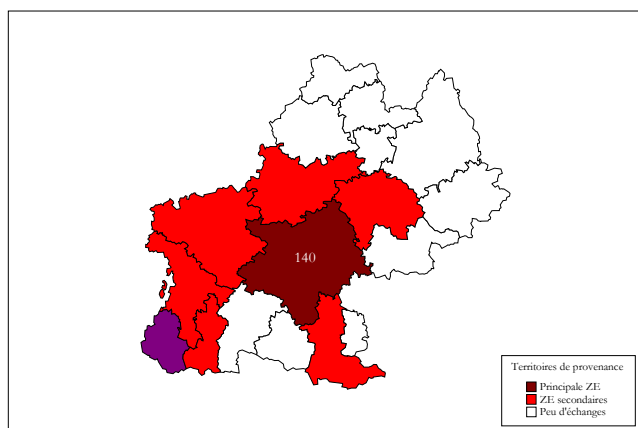 140
Territoires de provenance
Principale ZE
ZE secondaires
Peu d'échanges